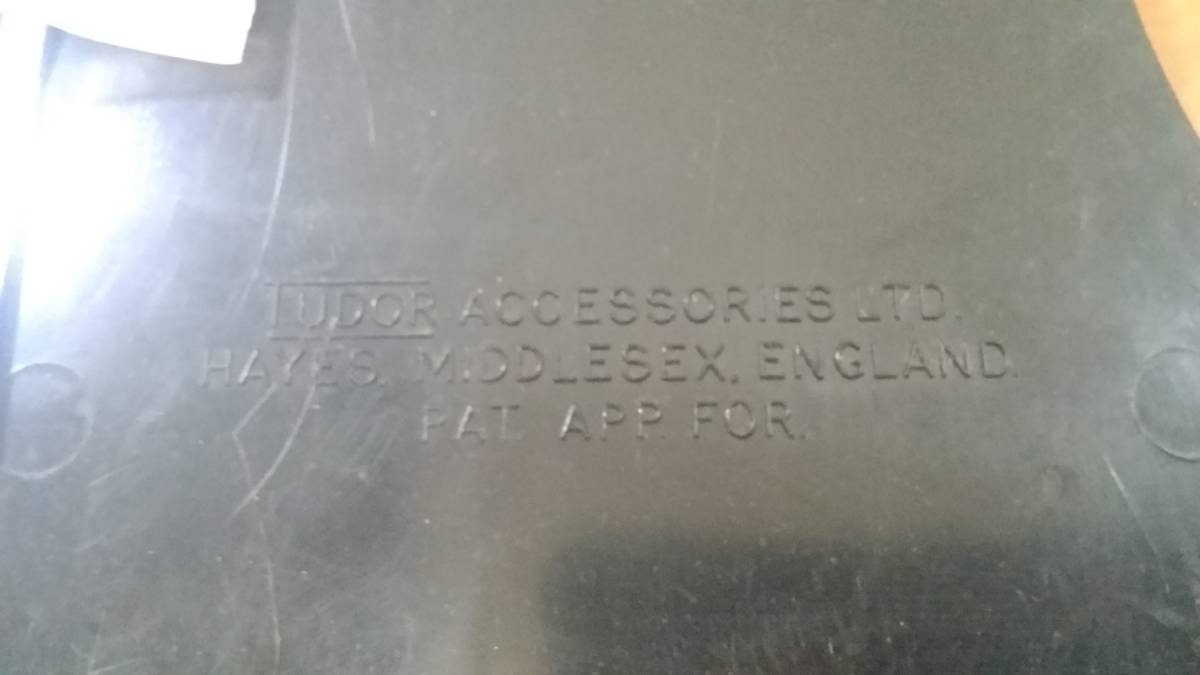 TUDOR ACCESSORIES LTD.
HAYES, MIDDLESEX, ENGLAND.
PAT. APP. FOR.